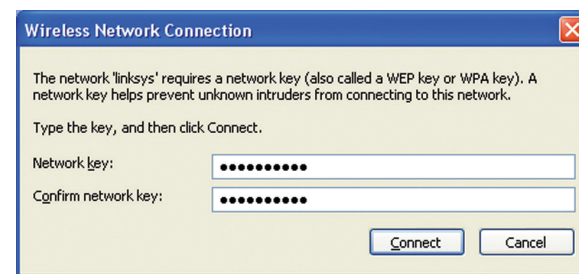 Wireless Network Connection
The network 'linksys' requires a network key (also called a WEP key or WPA key). A
network key helps prevent unknown intruders from connecting to this network.
Type the key, and then click Connect.
Network key: ●●●●●●●●●●
Confirm network key: ●●●●●●●●●●
Connect Cancel